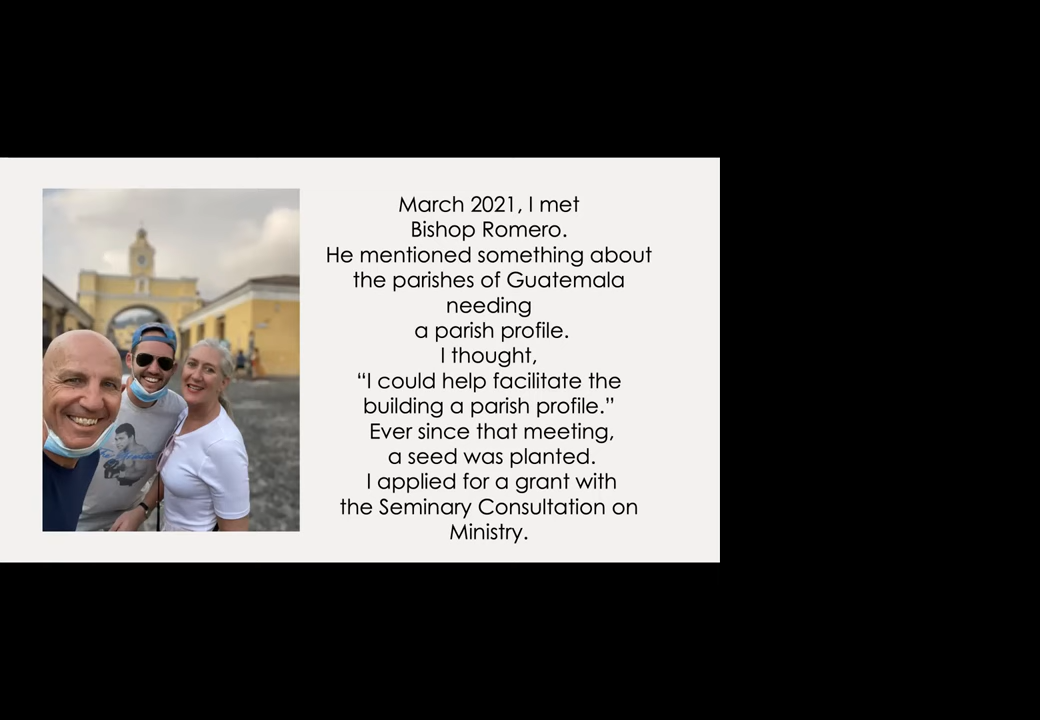 March 2021, I met
Bishop Romero.
He mentioned something about
the parishes of Guatemala
needing
a parish profile.
I thought,
“I could help facilitate the
building a parish profile.”
Ever since that meeting,
a seed was planted.
I applied for a grant with
the Seminary Consultation on
Ministry.